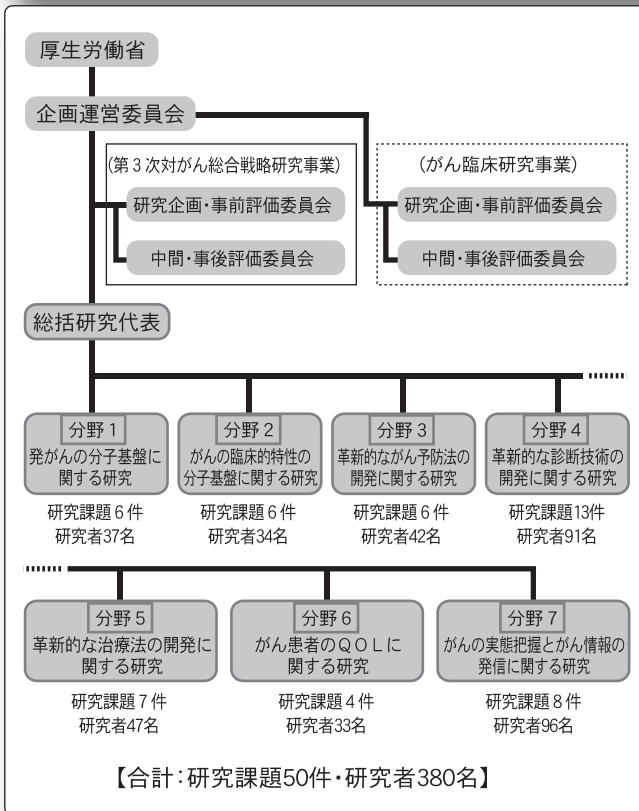 厚生労働省
企画運営委員会
(第3次対がん総合戦略研究事業)
研究企画・事前評価委員会
中間・事後評価委員会
(がん臨床研究事業)
研究企画・事前評価委員会
中間・事後評価委員会
総括研究代表
分野1
発がんの分子基盤に
関する研究
研究課題6件
研究者37名
分野2
がんの臨床的特性の
分子基盤に関する研究
研究課題6件
研究者34名
分野3
革新的ながん予防法の
開発に関する研究
研究課題6件
研究者42名
分野4
革新的な診断技術の
開発に関する研究
研究課題13件
研究者91名
分野5
革新的な治療法の開発に
関する研究
研究課題7件
研究者47名
分野6
がん患者のQOLに
関する研究
研究課題4件
研究者33名
分野7
がんの実態把握とがん情報の
発信に関する研究
研究課題8件
研究者96名
【合計:研究課題50件・研究者380名】